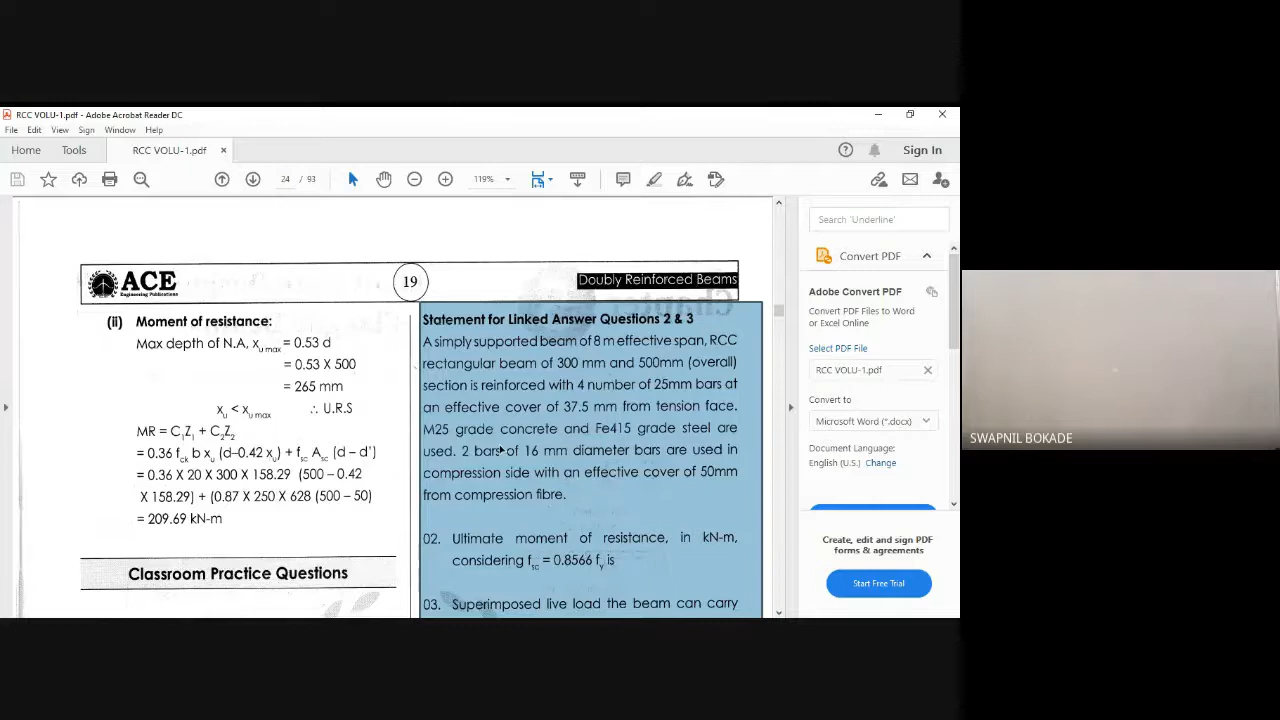 RCC VOLU-1.pdf - Adobe Acrobat Reader DC
File Edit View Sign Window Help
Home Tools RCC VOLU-1.pdf × Sign In
24 / 93 119%
Search 'Underline'
Convert PDF
Adobe Convert PDF
Convert PDF Files to Word
or Excel Online
Select PDF File
RCC VOLU-1.pdf
Convert to
Microsoft Word (*.docx)
Document Language:
English (U.S.) Change
Create, edit and sign PDF
forms & agreements
Start Free Trial
ACE
Engineering Publications
19
Doubly Reinforced Beams
(ii) Moment of resistance:
Max depth of N.A, x_u max = 0.53 d
= 0.53 X 500
= 265 mm
x_u < x_u max ∴ U.R.S
MR = C₁Z₁ + C₂Z₂
= 0.36 f_ck b x_u (d–0.42 x_u) + f_sc A_sc (d – d')
= 0.36 X 20 X 300 X 158.29 (500 – 0.42
X 158.29) + (0.87 X 250 X 628 (500 – 50)
= 209.69 kN-m
Classroom Practice Questions
Statement for Linked Answer Questions 2 & 3
A simply supported beam of 8 m effective span, RCC
rectangular beam of 300 mm and 500mm (overall)
section is reinforced with 4 number of 25mm bars at
an effective cover of 37.5 mm from tension face.
M25 grade concrete and Fe415 grade steel are
used. 2 bars of 16 mm diameter bars are used in
compression side with an effective cover of 50mm
from compression fibre.
02. Ultimate moment of resistance, in kN-m,
considering f_sc = 0.8566 f_y is
03. Superimposed live load the beam can carry
SWAPNIL BOKADE